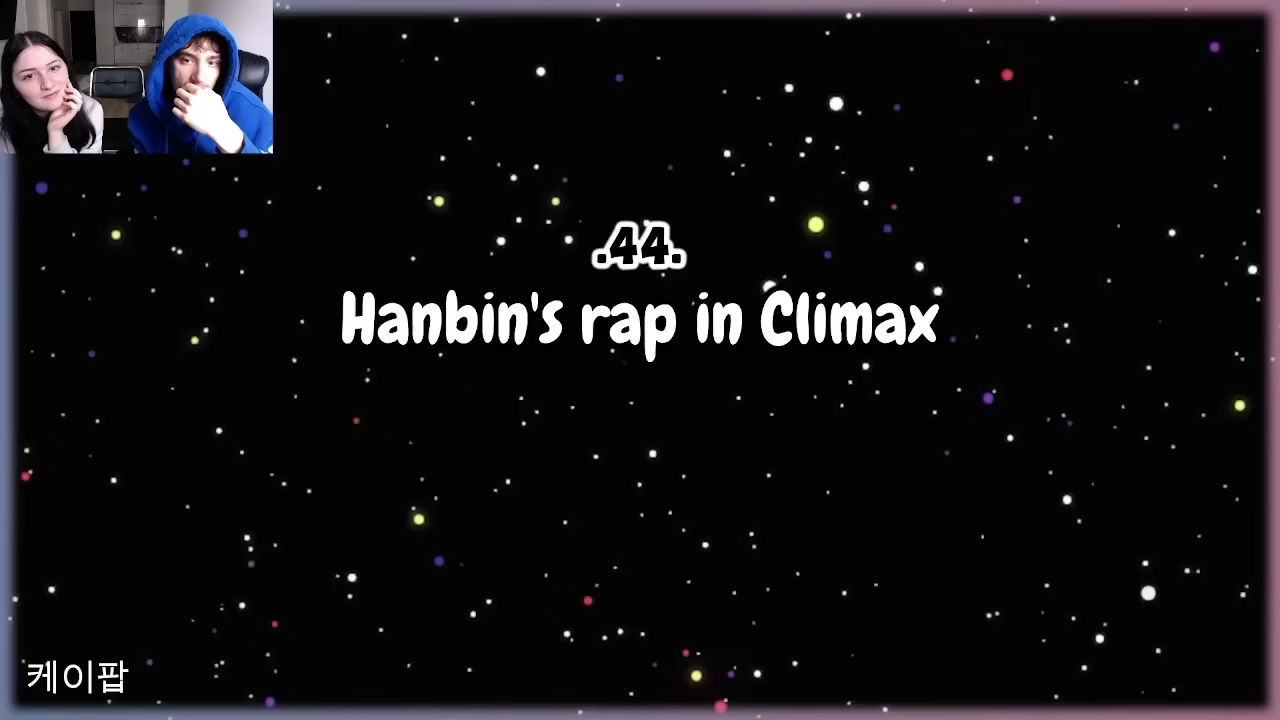 .44.
Hanbin's rap in Climax
케이팝